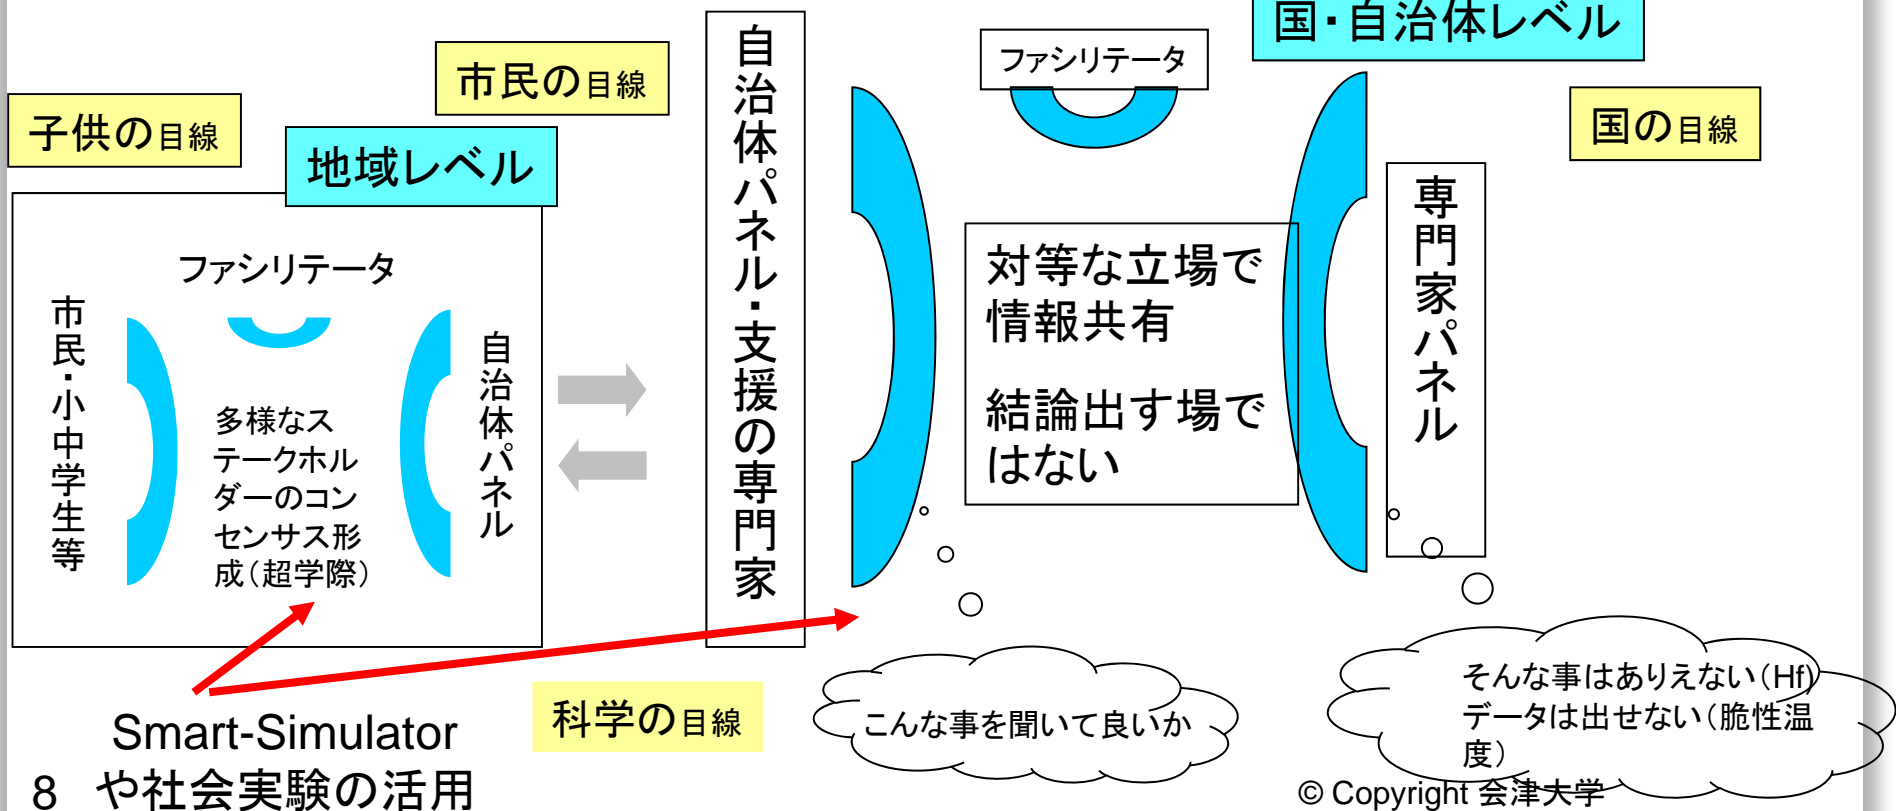 国・自治体レベル
市民の目線
ファシリテータ
子供の目線
国の目線
地域レベル
ファシリテータ
市民・小中学生等
自治体パネル
多様なス
テークホル
ダーのコン
センサス形
成（超学際）
自治体パネル・支援の専門家
対等な立場で
情報共有
結論出す場で
はない
専門家パネル
科学の目線
こんな事を聞いて良いか
そんな事はありえない（Hf）
データは出せない（脆性温
度）
Smart-Simulator
や社会実験の活用
8
© Copyright 会津大学